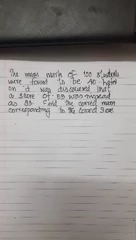 The mean marks of 100 students
were found to be 40 later
on it was discovered that
a score of 53 was misread
as 83. Find the correct mean
corresponding to the correct score